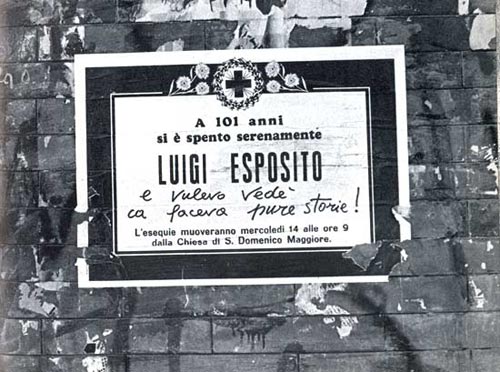 A 101 anni
si è spento serenamente
LUIGI ESPOSITO
e vulevo vedè
ca faceva pure storie!
L'esequie muoveranno mercoledì 14 alle ore 9
dalla Chiesa di S. Domenico Maggiore.